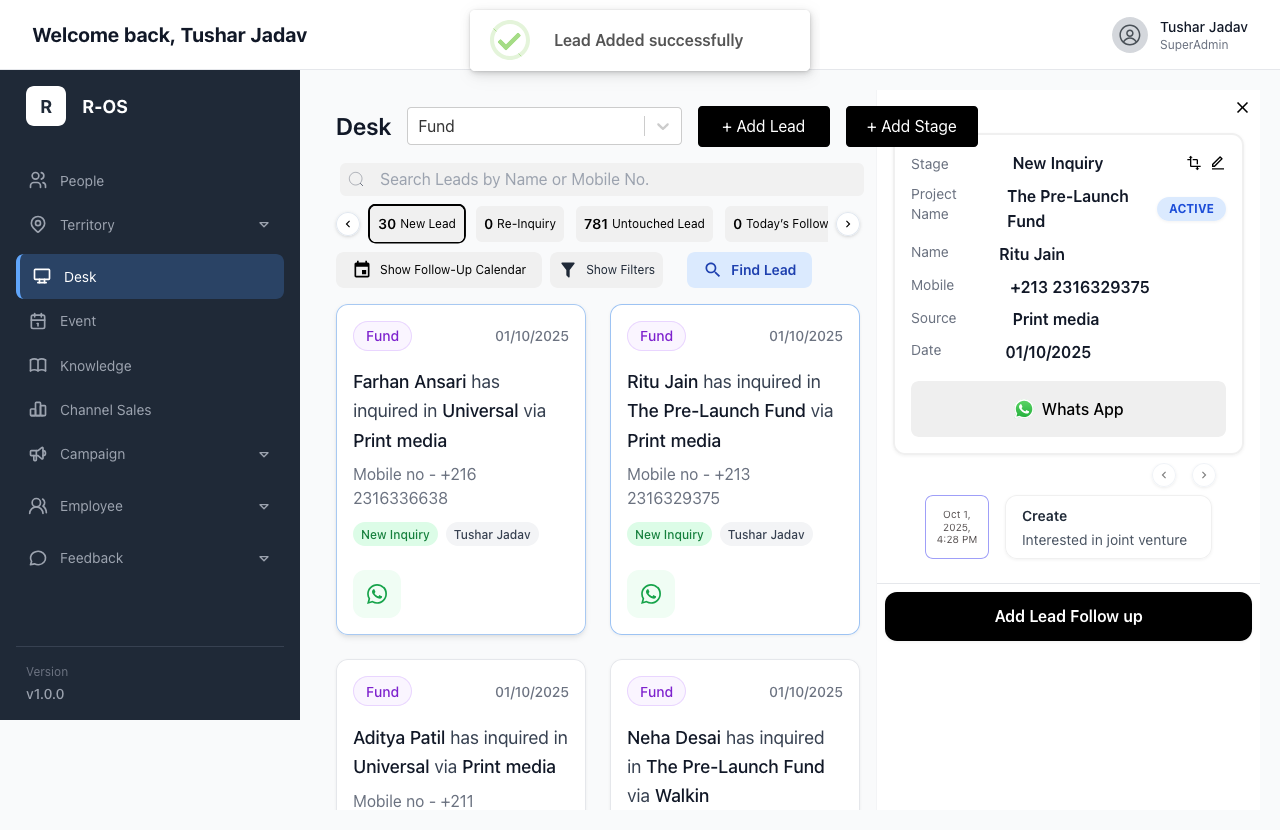 Welcome back, Tushar Jadav
Lead Added successfully
Tushar Jadav
SuperAdmin
R
R-OS
People
Territory
Desk
Event
Knowledge
Channel Sales
Campaign
Employee
Feedback
Version
v1.0.0
Desk
Fund
+ Add Lead
+ Add Stage
Search Leads by Name or Mobile No.
30 New Lead
0 Re-Inquiry
781 Untouched Lead
0 Today's Follow
Show Follow-Up Calendar
Show Filters
Find Lead
Fund
01/10/2025
Farhan Ansari has
inquired in Universal via
Print media
Mobile no - +216
2316336638
New Inquiry
Tushar Jadav
Fund
01/10/2025
Ritu Jain has inquired in
The Pre-Launch Fund via
Print media
Mobile no - +213
2316329375
New Inquiry
Tushar Jadav
Fund
01/10/2025
Aditya Patil has inquired in
Universal via Print media
Mobile no - +211
Fund
01/10/2025
Neha Desai has inquired
in The Pre-Launch Fund
via Walkin
Stage
New Inquiry
Project
Name
The Pre-Launch
Fund
ACTIVE
Name
Ritu Jain
Mobile
+213 2316329375
Source
Print media
Date
01/10/2025
Whats App
Oct 1,
2025,
4:28 PM
Create
Interested in joint venture
Add Lead Follow up